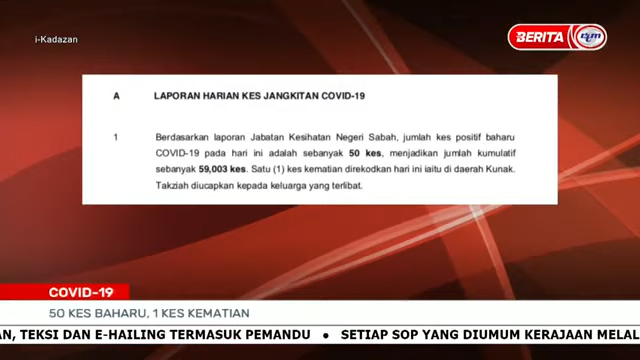 i-Kadazan
BERITA rtm
A LAPORAN HARIAN KES JANGKITAN COVID-19
1 Berdasarkan laporan Jabatan Kesihatan Negeri Sabah, jumlah kes positif baharu
COVID-19 pada hari ini adalah sebanyak 50 kes, menjadikan jumlah kumulatif
sebanyak 59,003 kes. Satu (1) kes kematian direkodkan hari ini iaitu di daerah Kunak.
Takziah diucapkan kepada keluarga yang terlibat.
COVID-19
50 KES BAHARU, 1 KES KEMATIAN
AN, TEKSI DAN E-HAILING TERMASUK PEMANDU ● SETIAP SOP YANG DIUMUM KERAJAAN MELAL